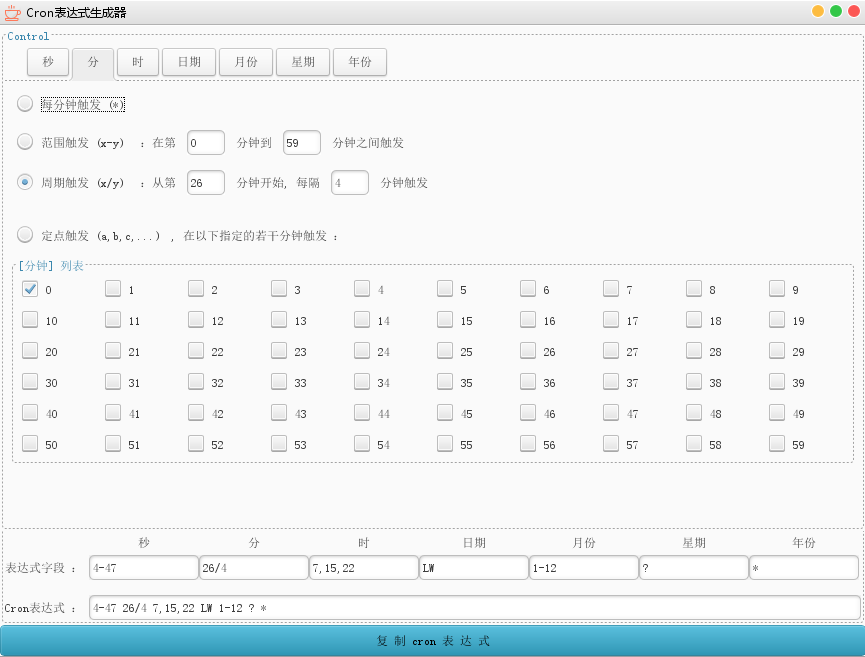 Cron表达式生成器
Control
秒 分 时 日期 月份 星期 年份
每分钟触发 (*)
范围触发 (x-y) : 在第 0 分钟到 59 分钟之间触发
周期触发 (x/y) : 从第 26 分钟开始, 每隔 4 分钟触发
定点触发 (a,b,c,...) , 在以下指定的若干分钟触发 :
[分钟] 列表
0 1 2 3 4 5 6 7 8 9
10 11 12 13 14 15 16 17 18 19
20 21 22 23 24 25 26 27 28 29
30 31 32 33 34 35 36 37 38 39
40 41 42 43 44 45 46 47 48 49
50 51 52 53 54 55 56 57 58 59
秒 分 时 日期 月份 星期 年份
表达式字段 : 4-47 26/4 7,15,22 LW 1-12 ? *
Cron表达式 : 4-47 26/4 7,15,22 LW 1-12 ? *
复 制 cron 表 达 式